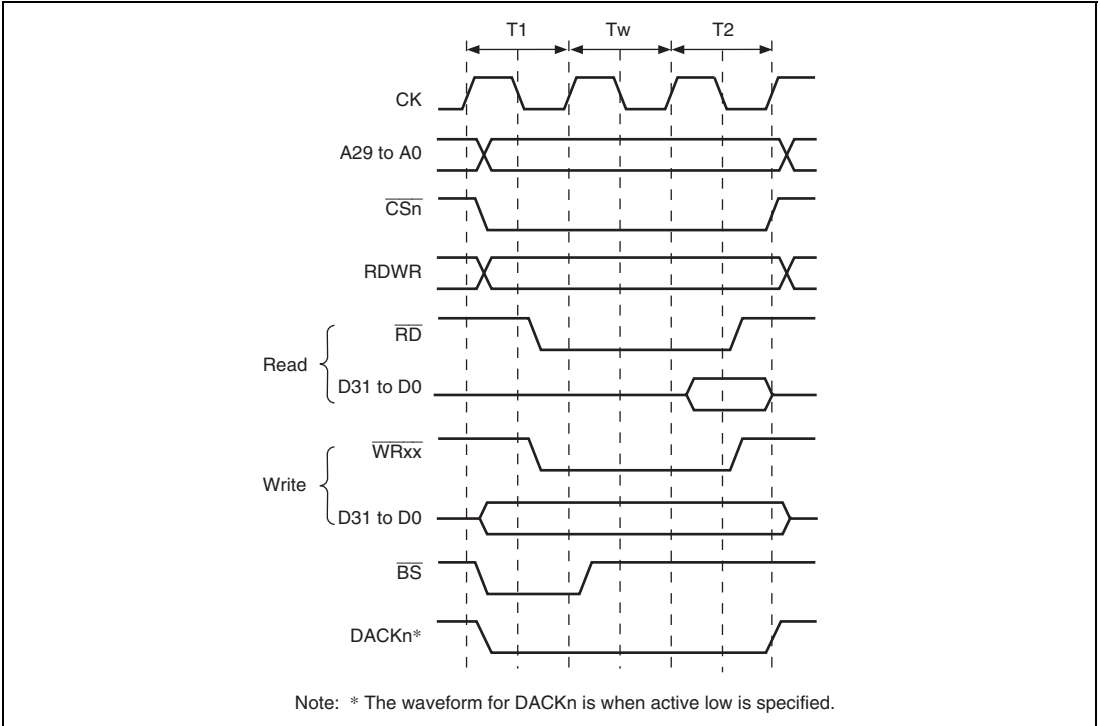 T1 Tw T2
CK
A29 to A0
CSn
RDWR
RD
Read
D31 to D0
WRxx
Write
D31 to D0
BS
DACKn*
Note: * The waveform for DACKn is when active low is specified.